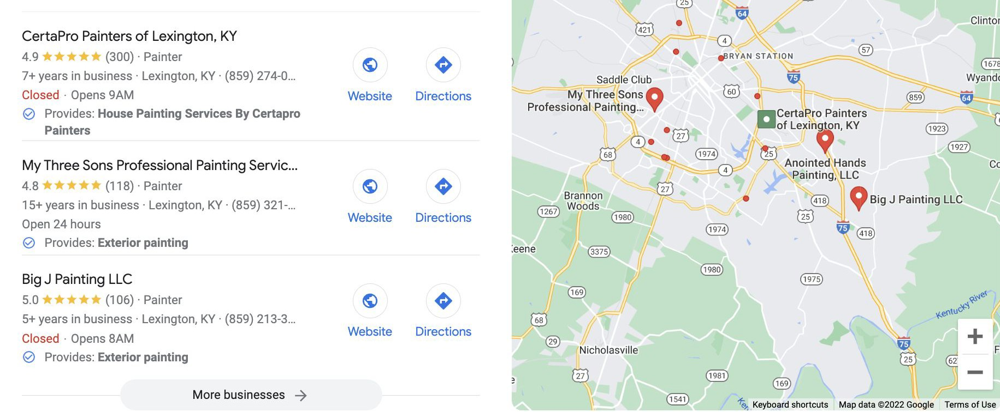 CertaPro Painters of Lexington, KY
4.9 ★★★★★ (300) · Painter
7+ years in business · Lexington, KY · (859) 274-0...
Closed · Opens 9AM
Provides: House Painting Services By Certapro
Painters
Website
Directions
My Three Sons Professional Painting Servic...
4.8 ★★★★★ (118) · Painter
15+ years in business · Lexington, KY · (859) 321-...
Open 24 hours
Provides: Exterior painting
Website
Directions
Big J Painting LLC
5.0 ★★★★★ (106) · Painter
5+ years in business · Lexington, KY · (859) 213-3...
Closed · Opens 8AM
Provides: Exterior painting
Website
Directions
More businesses →
25
64
Clinton
421
4
57
BRYAN STATION
1678
75
Wyando
Saddle Club
60
My Three Sons
Professional Painting...
859
64
CertaPro Painters
of Lexington, KY
1923
27
4
1927
68
1974
25
Anointed Hands
Painting, LLC
4
27
Brannon
Woods
418
Big J Painting LLC
1267
1980
25
1974
75
418
Keene
3375
1980
1975
169
Kentucky River
68
29
Nicholasville
75
25
27
1981
169
1541
Keyboard shortcuts
Map data ©2022 Google
Terms of Use